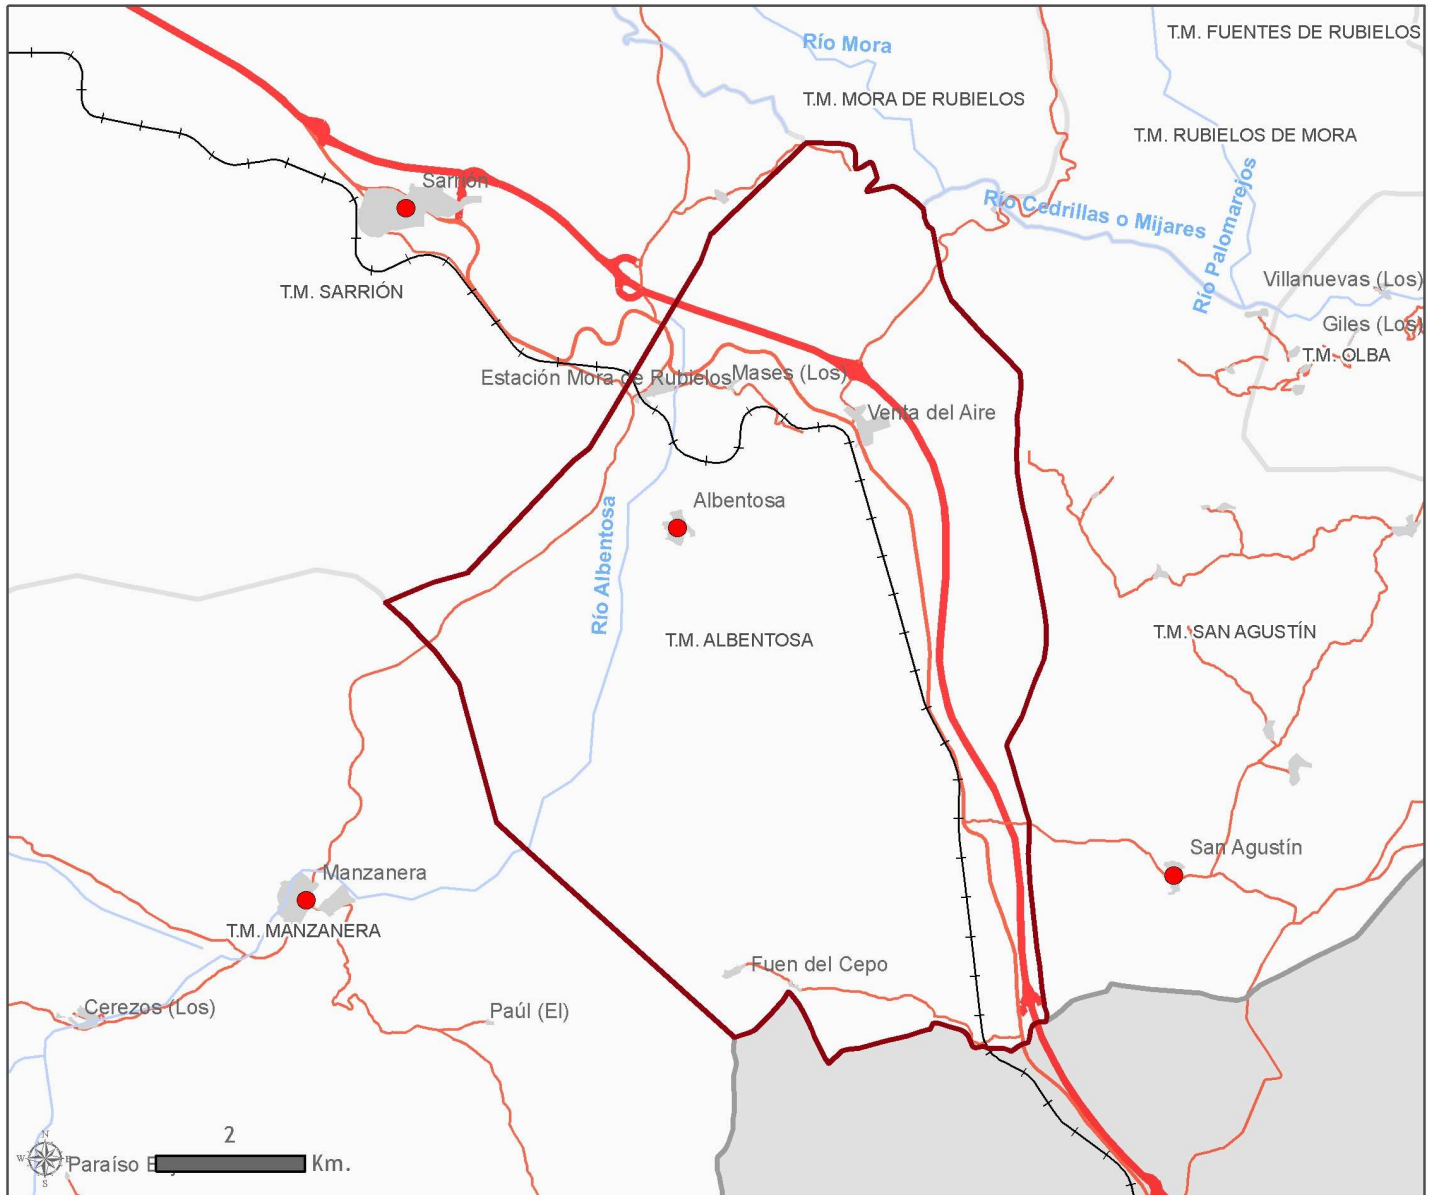 T.M. FUENTES DE RUBIELOS
Río Mora
T.M. MORA DE RUBIELOS
T.M. RUBIELOS DE MORA
Sarrión
Río Cedrillas o Mijares
Río Palomarejos
Villanuevas (Los)
T.M. SARRIÓN
Giles (Los)
T.M. OLBA
Estación Mora de Rubielos
Mases (Los)
Venta del Aire
Albentosa
Río Albentosa
T.M. ALBENTOSA
T.M. SAN AGUSTÍN
San Agustín
Manzanera
T.M. MANZANERA
Fuen del Cepo
Cerezos (Los)
Paúl (El)
2
Km.
N
W
E
S
Paraíso